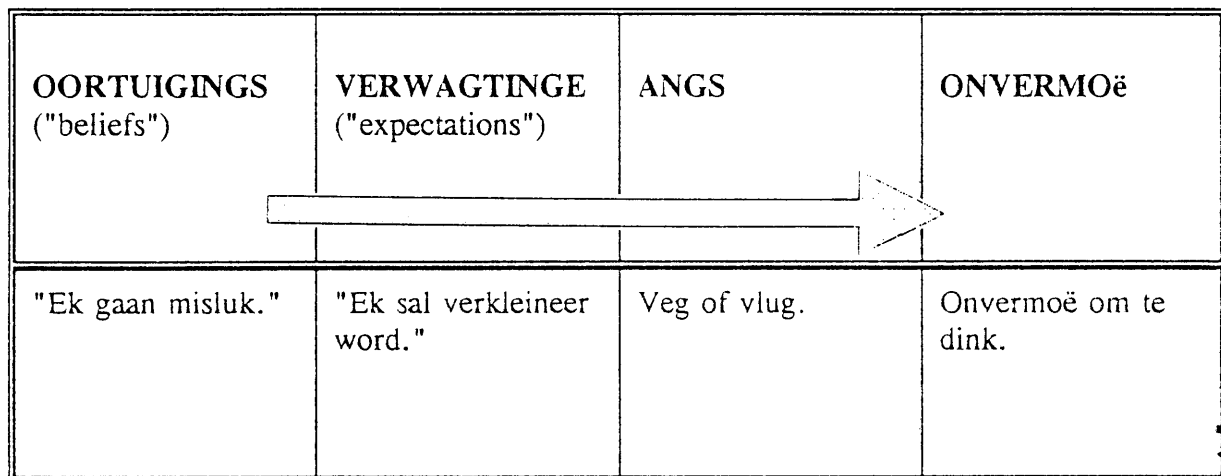 OORTUIGINGS
("beliefs")
VERWAGTINGE
("expectations")
ANGS
ONVERMOë
"Ek gaan misluk."
"Ek sal verkleineer
word."
Veg of vlug.
Onvermoë om te
dink.